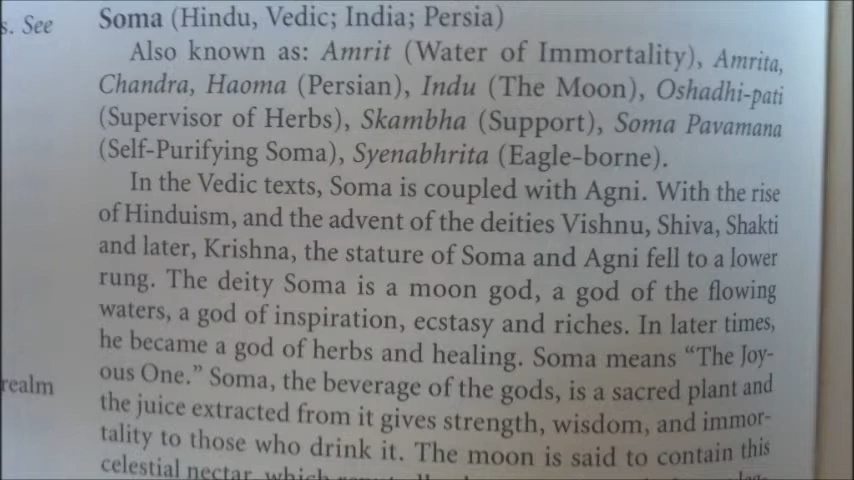 s. See
Soma (Hindu, Vedic; India; Persia)
Also known as: Amrit (Water of Immortality), Amrita,
Chandra, Haoma (Persian), Indu (The Moon), Oshadhi-pati
(Supervisor of Herbs), Skambha (Support), Soma Pavamana
(Self-Purifying Soma), Syenabhrita (Eagle-borne).
In the Vedic texts, Soma is coupled with Agni. With the rise
of Hinduism, and the advent of the deities Vishnu, Shiva, Shakti
and later, Krishna, the stature of Soma and Agni fell to a lower
rung. The deity Soma is a moon god, a god of the flowing
waters, a god of inspiration, ecstasy and riches. In later times,
he became a god of herbs and healing. Soma means “The Joy-
ous One.” Soma, the beverage of the gods, is a sacred plant and
realm
the juice extracted from it gives strength, wisdom, and immor-
tality to those who drink it. The moon is said to contain this
celestial nectar, which